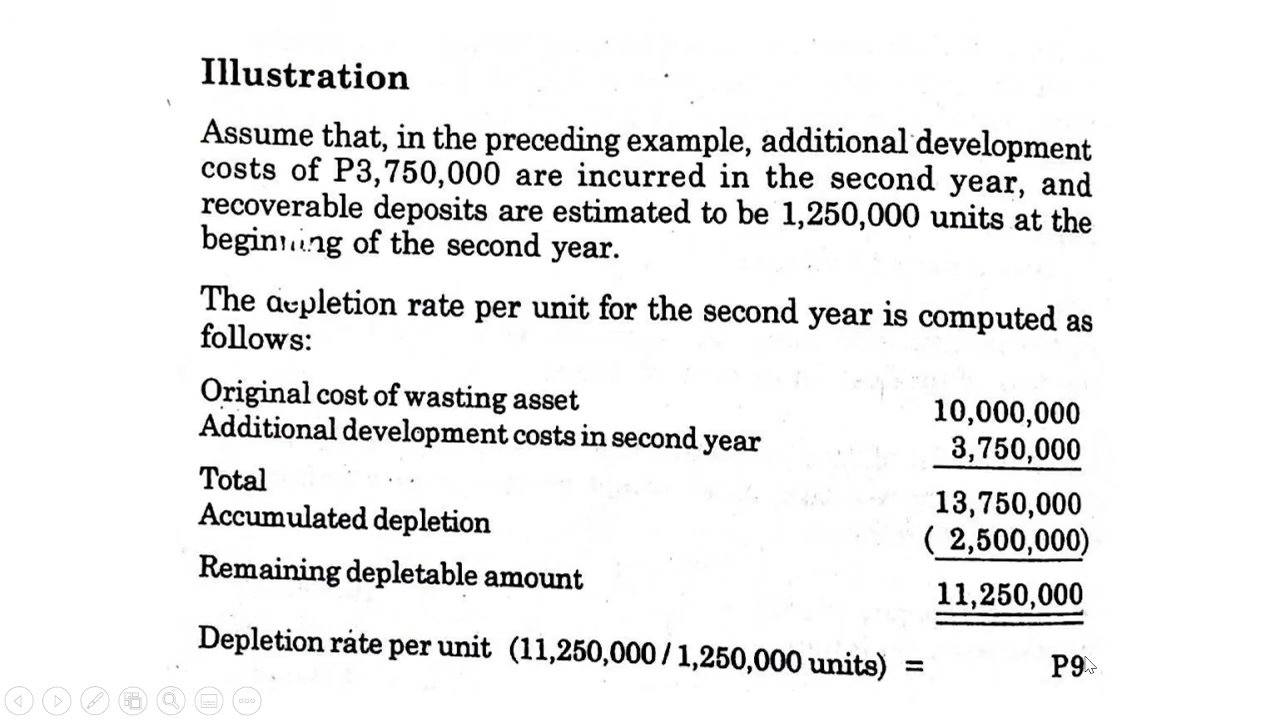 Illustration
Assume that, in the preceding example, additional development
costs of P3,750,000 are incurred in the second year, and
recoverable deposits are estimated to be 1,250,000 units at the
beginning of the second year.
The depletion rate per unit for the second year is computed as
follows:
Original cost of wasting asset 10,000,000
Additional development costs in second year 3,750,000
Total 13,750,000
Accumulated depletion ( 2,500,000)
Remaining depletable amount 11,250,000
Depletion rate per unit (11,250,000 / 1,250,000 units) = P9